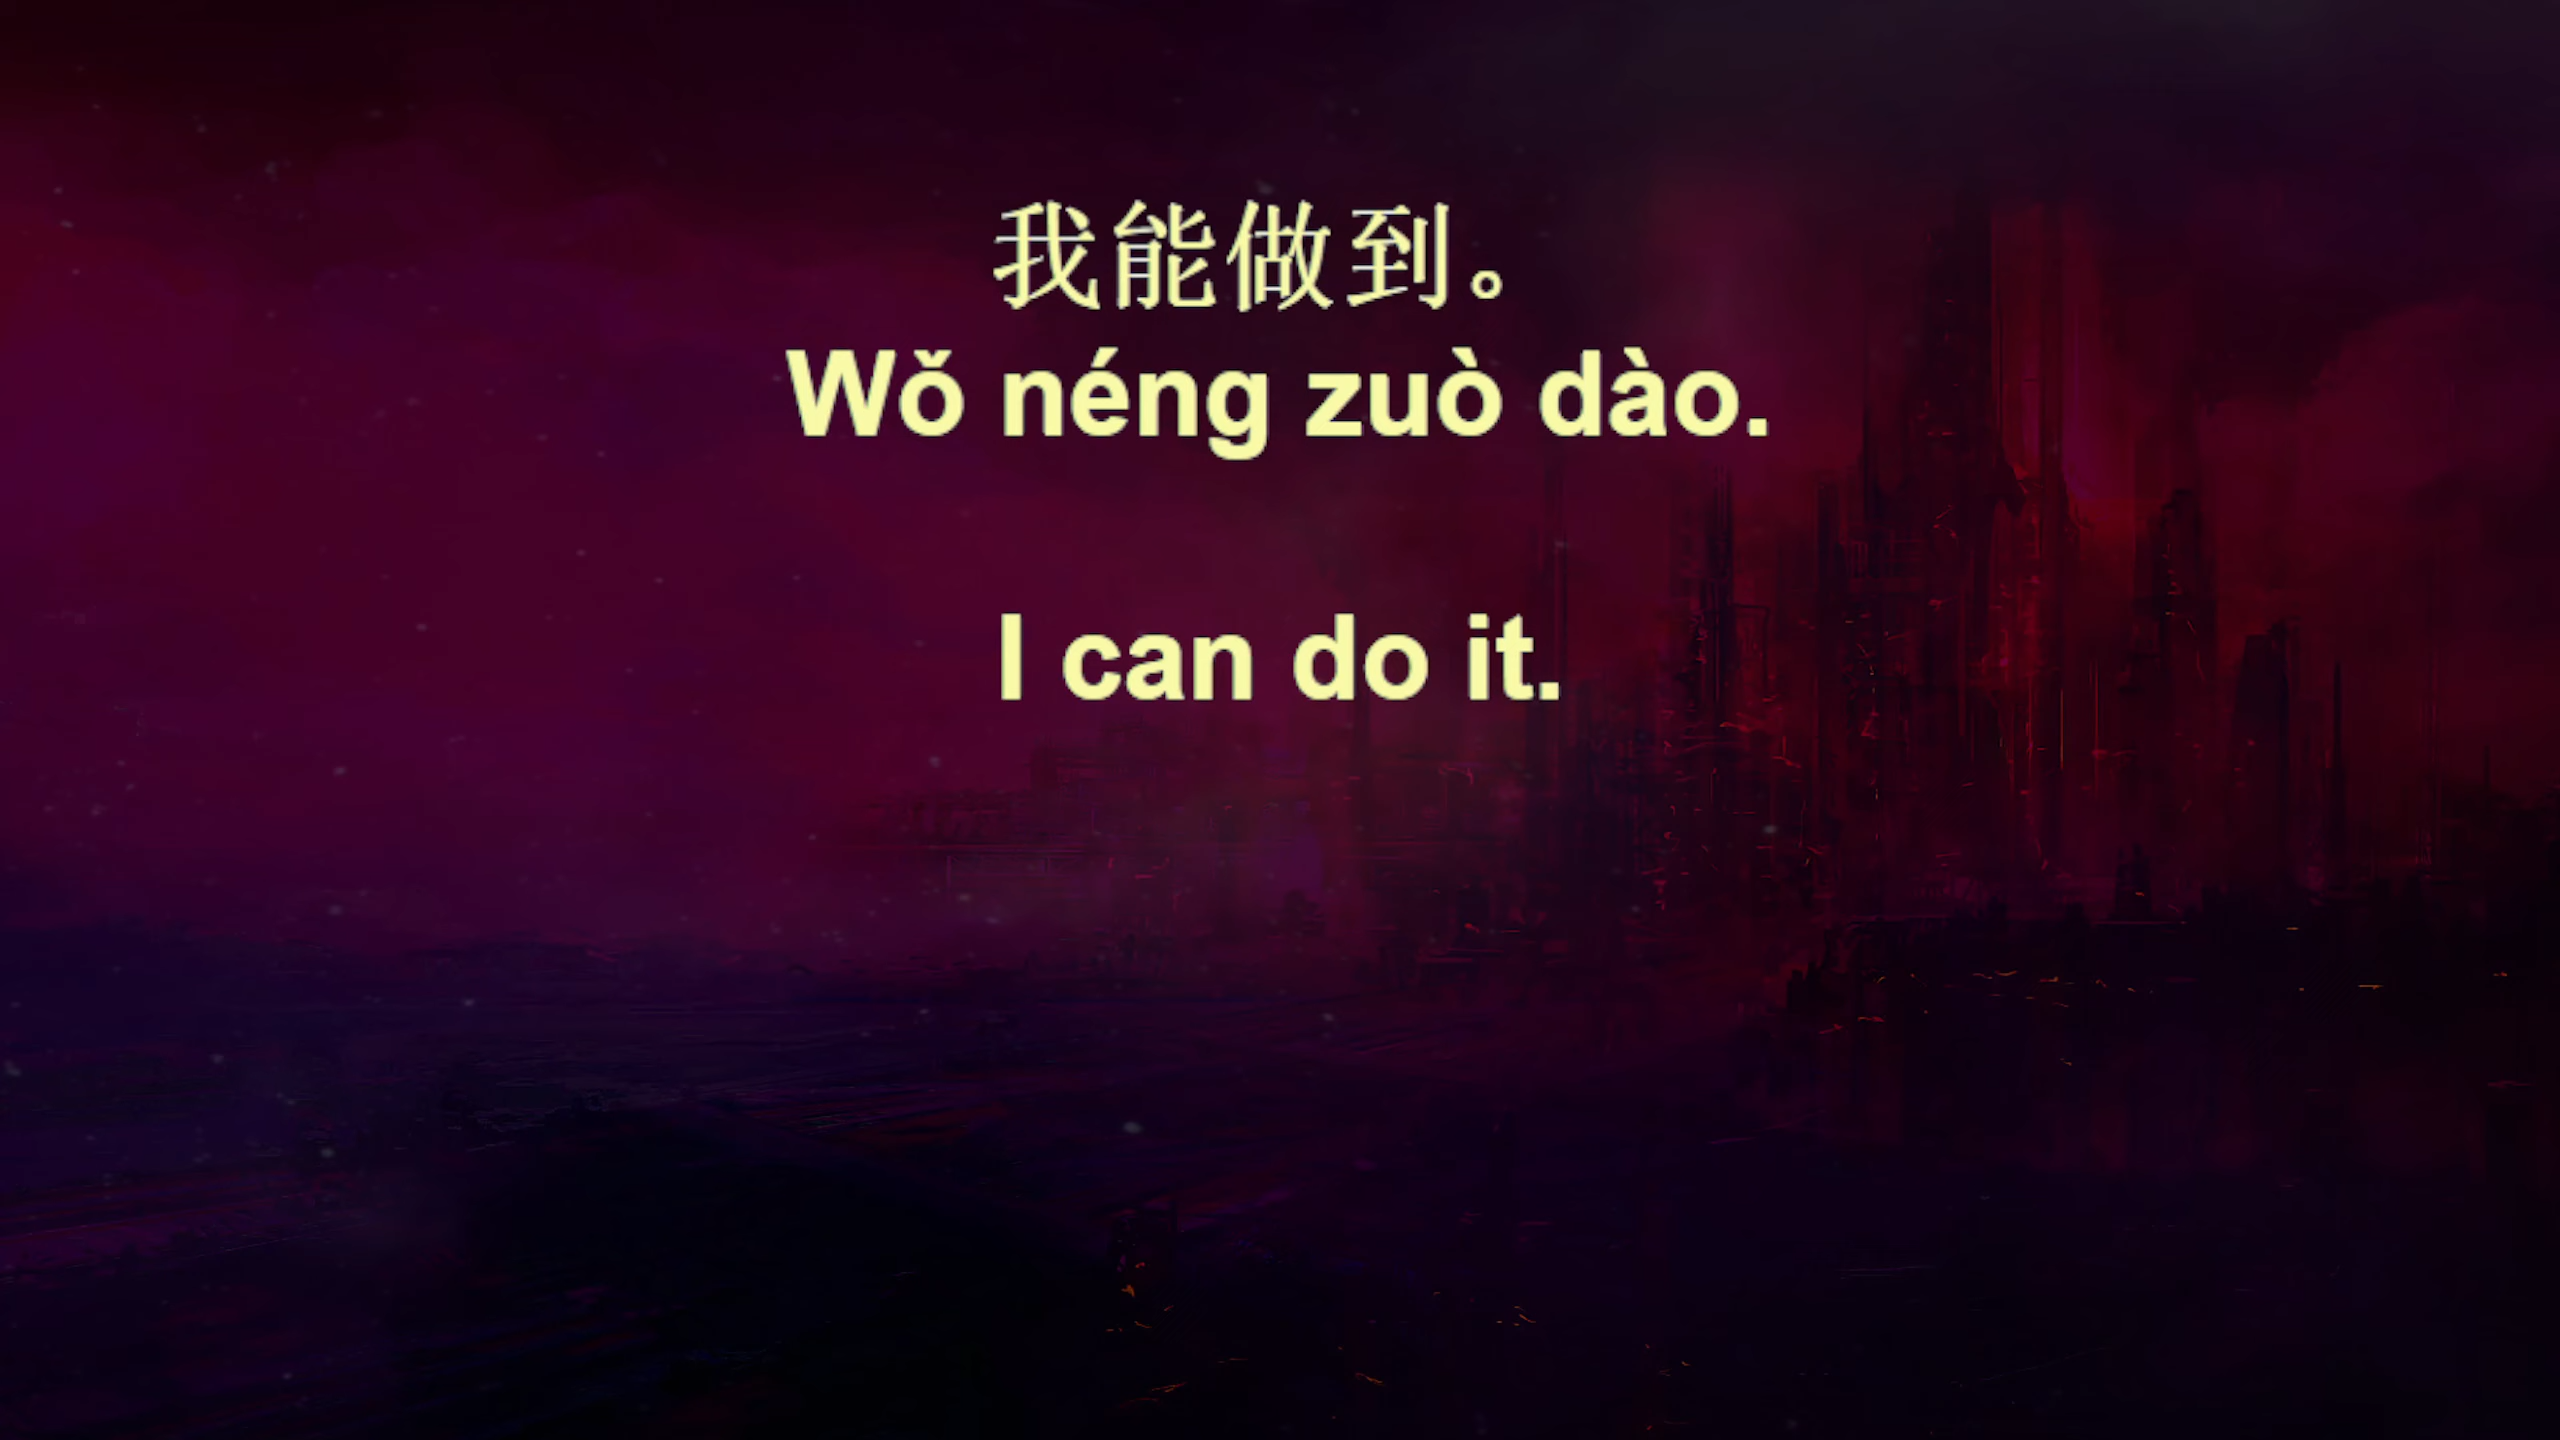 我能做到。
Wǒ néng zuò dào.
I can do it.